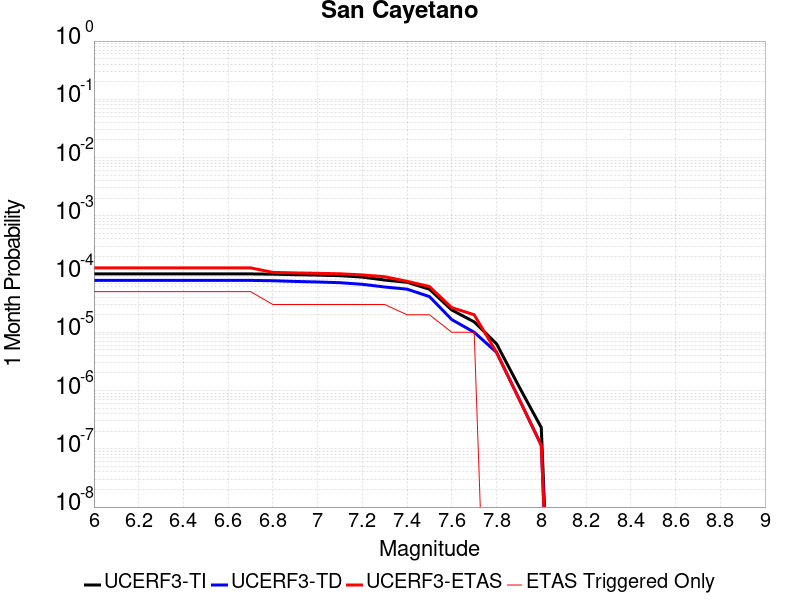 San Cayetano
10^0
10^-1
10^-2
10^-3
10^-4
10^-5
10^-6
10^-7
10^-8
1 Month Probability
6 6.2 6.4 6.6 6.8 7 7.2 7.4 7.6 7.8 8 8.2 8.4 8.6 8.8 9
Magnitude
UCERF3-TI UCERF3-TD UCERF3-ETAS ETAS Triggered Only